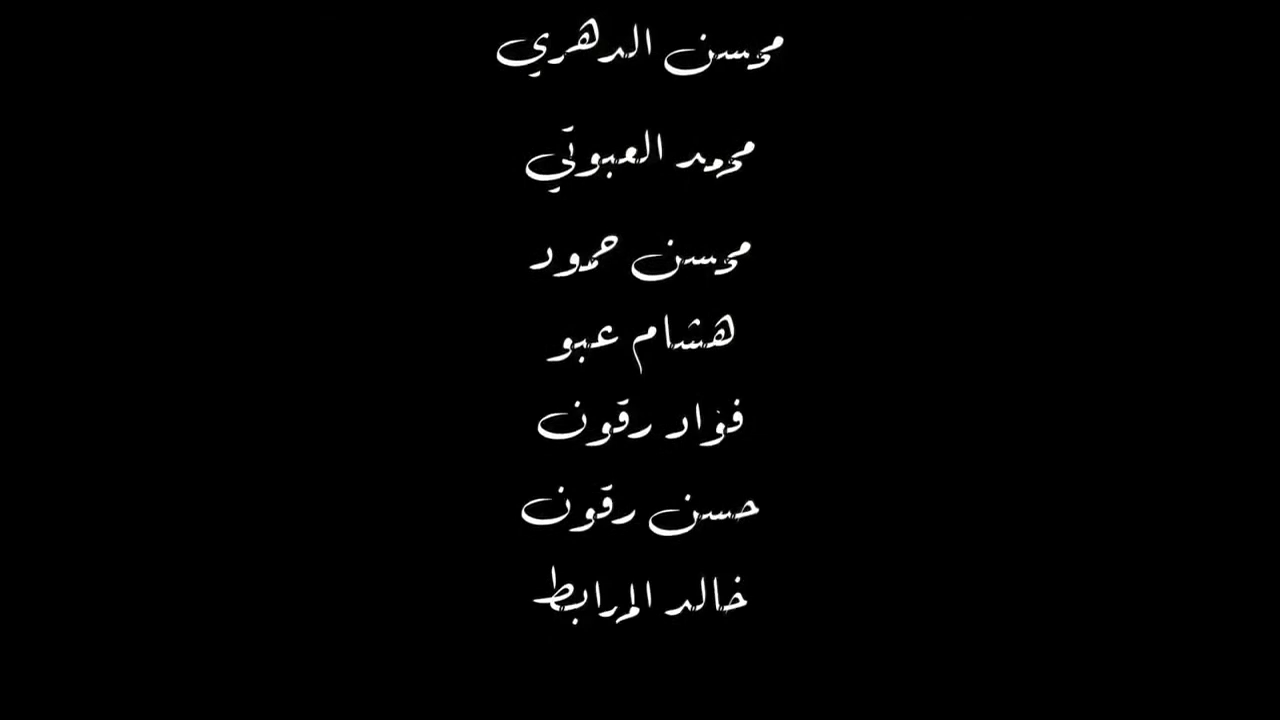 محسن الدهري
محمد العبوتي
محسن حمود
هشام عبو
فؤاد رقون
حسن رقون
خالد المرابط